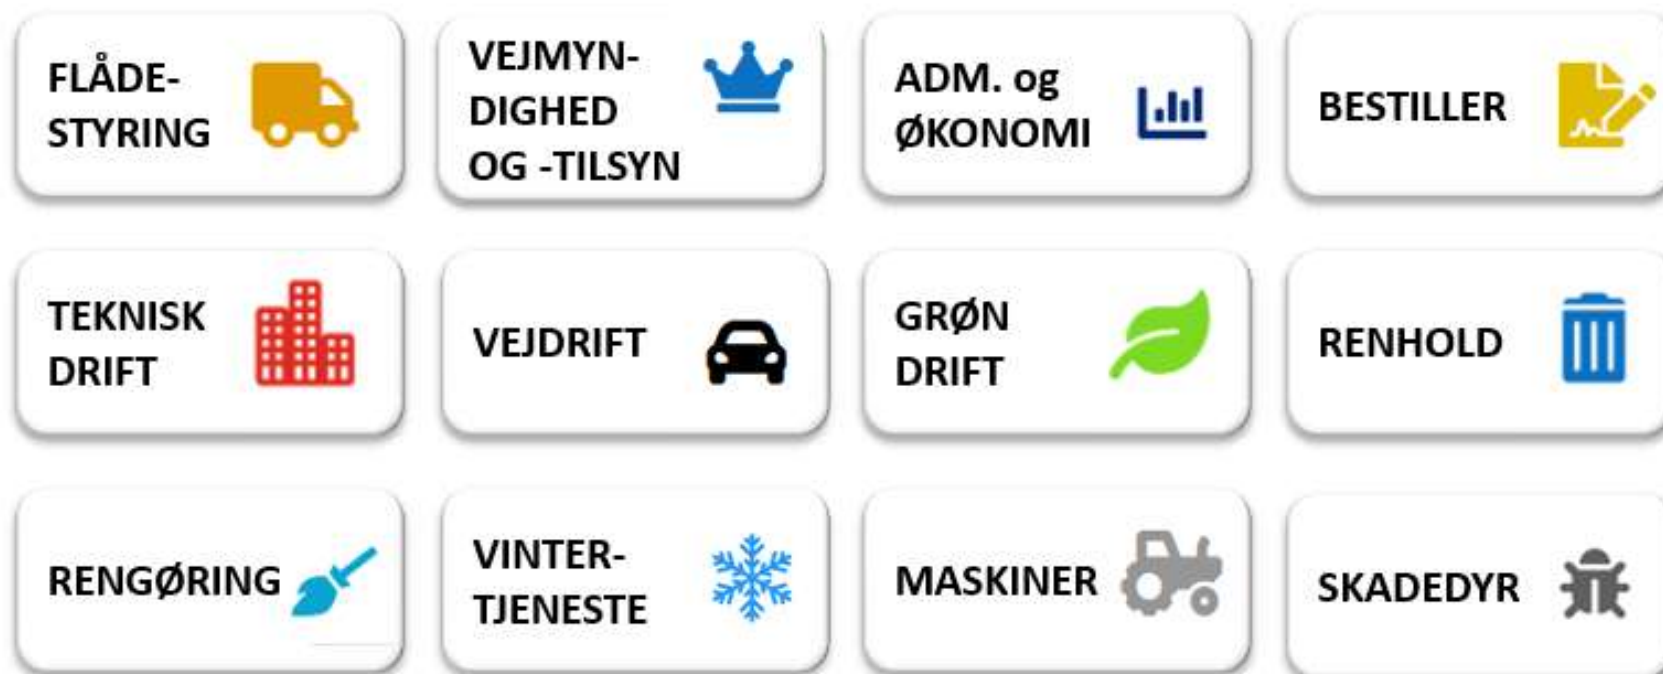 FLÅDE-
STYRING
VEJMYN-
DIGHED
OG -TILSYN
ADM. og
ØKONOMI
BESTILLER
TEKNISK
DRIFT
VEJDRIFT
GRØN
DRIFT
RENHOLD
RENGØRING
VINTER-
TJENESTE
MASKINER
SKADEDYR